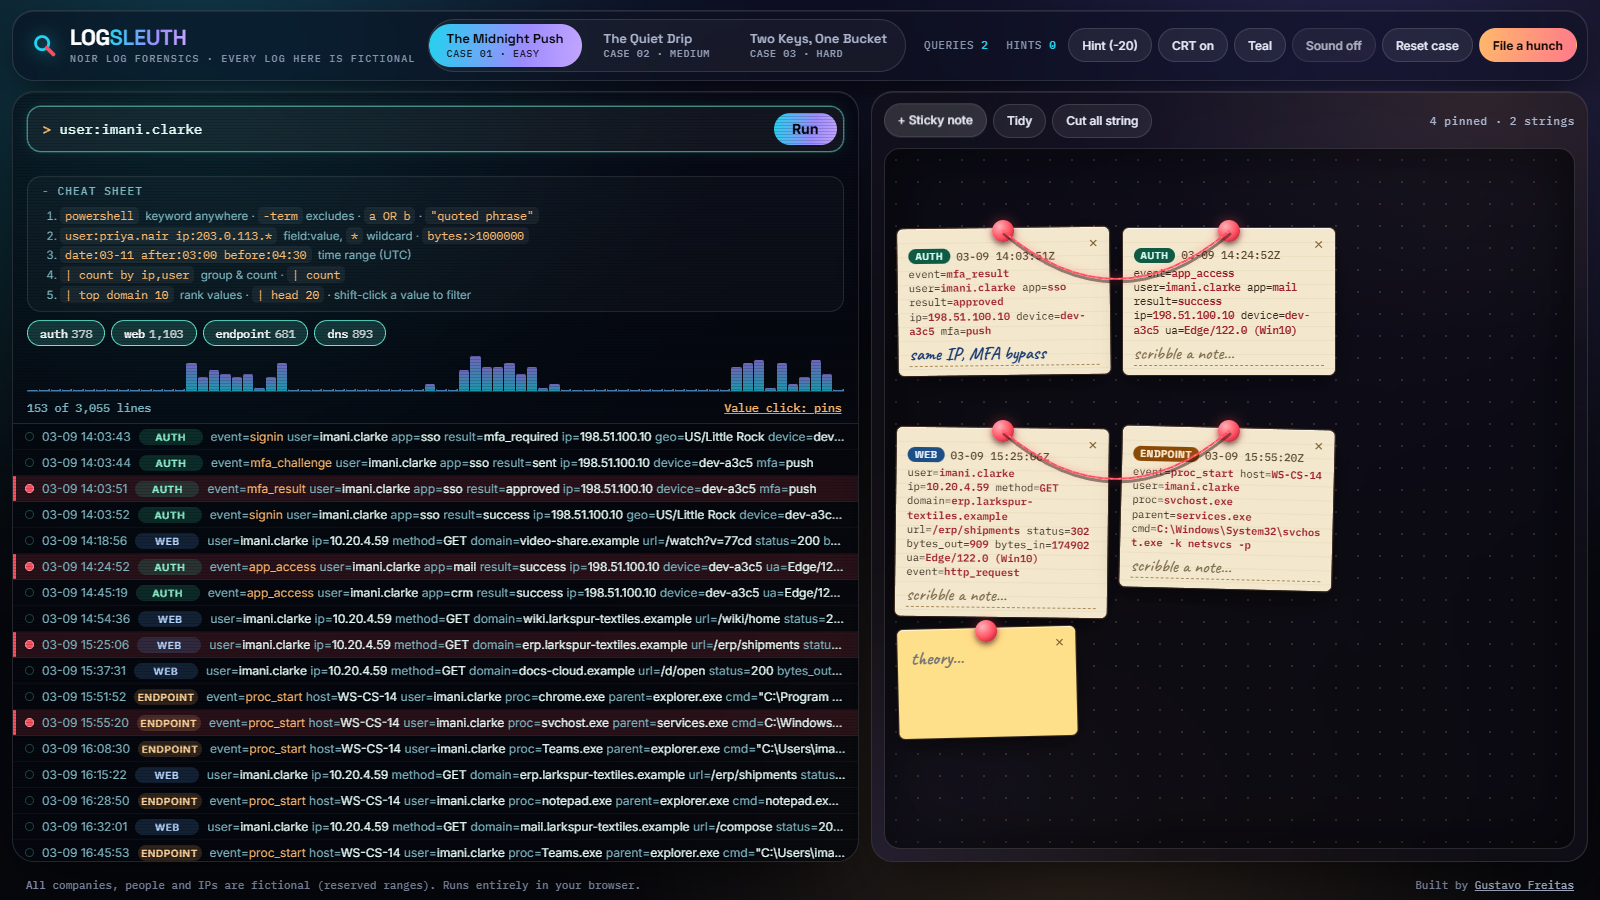 LOGSLEUTH
NOIR LOG FORENSICS · EVERY LOG HERE IS FICTIONAL
The Midnight Push
CASE 01 · EASY
The Quiet Drip
CASE 02 · MEDIUM
Two Keys, One Bucket
CASE 03 · HARD
QUERIES 2 HINTS 0
Hint (-20)
CRT on
Teal
Sound off
Reset case
File a hunch
> user:imani.clarke
Run
- CHEAT SHEET
1. powershell keyword anywhere · -term excludes · a OR b · "quoted phrase"
2. user:priya.nair ip:203.0.113.* field:value, * wildcard · bytes:>1000000
3. date:03-11 after:03:00 before:04:30 time range (UTC)
4. | count by ip,user group & count · | count
5. | top domain 10 rank values · | head 20 · shift-click a value to filter
auth 378
web 1,103
endpoint 681
dns 893
153 of 3,055 lines
Value click: pins
03-09 14:03:43 AUTH event=signin user=imani.clarke app=sso result=mfa_required ip=198.51.100.10 geo=US/Little Rock device=dev...
03-09 14:03:44 AUTH event=mfa_challenge user=imani.clarke app=sso result=sent ip=198.51.100.10 device=dev-a3c5 mfa=push
03-09 14:03:51 AUTH event=mfa_result user=imani.clarke app=sso result=approved ip=198.51.100.10 device=dev-a3c5 mfa=push
03-09 14:03:52 AUTH event=signin user=imani.clarke app=sso result=success ip=198.51.100.10 geo=US/Little Rock device=dev-a3c...
03-09 14:18:56 WEB user=imani.clarke ip=10.20.4.59 method=GET domain=video-share.example url=/watch?v=77cd status=200 b...
03-09 14:24:52 AUTH event=app_access user=imani.clarke app=mail result=success ip=198.51.100.10 device=dev-a3c5 ua=Edge/12...
03-09 14:45:19 AUTH event=app_access user=imani.clarke app=crm result=success ip=198.51.100.10 device=dev-a3c5 ua=Edge/12...
03-09 14:54:36 WEB user=imani.clarke ip=10.20.4.59 method=GET domain=wiki.larkspur-textiles.example url=/wiki/home status=2...
03-09 15:25:06 WEB user=imani.clarke ip=10.20.4.59 method=GET domain=erp.larkspur-textiles.example url=/erp/shipments statu...
03-09 15:37:31 WEB user=imani.clarke ip=10.20.4.59 method=GET domain=docs-cloud.example url=/d/open status=200 bytes_out...
03-09 15:51:52 ENDPOINT event=proc_start host=WS-CS-14 user=imani.clarke proc=chrome.exe parent=explorer.exe cmd="C:\Program ...
03-09 15:55:20 ENDPOINT event=proc_start host=WS-CS-14 user=imani.clarke proc=svchost.exe parent=services.exe cmd=C:\Windows...
03-09 16:08:30 ENDPOINT event=proc_start host=WS-CS-14 user=imani.clarke proc=Teams.exe parent=explorer.exe cmd="C:\Users\ima...
03-09 16:15:22 WEB user=imani.clarke ip=10.20.4.59 method=GET domain=erp.larkspur-textiles.example url=/erp/shipments status...
03-09 16:28:50 ENDPOINT event=proc_start host=WS-CS-14 user=imani.clarke proc=notepad.exe parent=explorer.exe cmd=notepad.ex...
03-09 16:32:01 WEB user=imani.clarke ip=10.20.4.59 method=GET domain=mail.larkspur-textiles.example url=/compose status=20...
03-09 16:45:53 ENDPOINT event=proc_start host=WS-CS-14 user=imani.clarke proc=Teams.exe parent=explorer.exe cmd="C:\Users\ima...
+ Sticky note
Tidy
Cut all string
4 pinned · 2 strings
AUTH 03-09 14:03:51Z ×
event=mfa_result
user=imani.clarke app=sso
result=approved
ip=198.51.100.10 device=dev-
a3c5 mfa=push
same IP, MFA bypass
AUTH 03-09 14:24:52Z ×
event=app_access
user=imani.clarke app=mail
result=success
ip=198.51.100.10 device=dev-
a3c5 ua=Edge/122.0 (Win10)
scribble a note...
WEB 03-09 15:25:06Z ×
user=imani.clarke
ip=10.20.4.59 method=GET
domain=erp.larkspur-
textiles.example
url=/erp/shipments status=302
bytes_out=909 bytes_in=174902
ua=Edge/122.0 (Win10)
event=http_request
scribble a note...
ENDPOINT 03-09 15:55:20Z ×
event=proc_start host=WS-CS-14
user=imani.clarke
proc=svchost.exe
parent=services.exe
cmd=C:\Windows\System32\svchos
t.exe -k netsvcs -p
scribble a note...
theory... ×
All companies, people and IPs are fictional (reserved ranges). Runs entirely in your browser.
Built by Gustavo Freitas